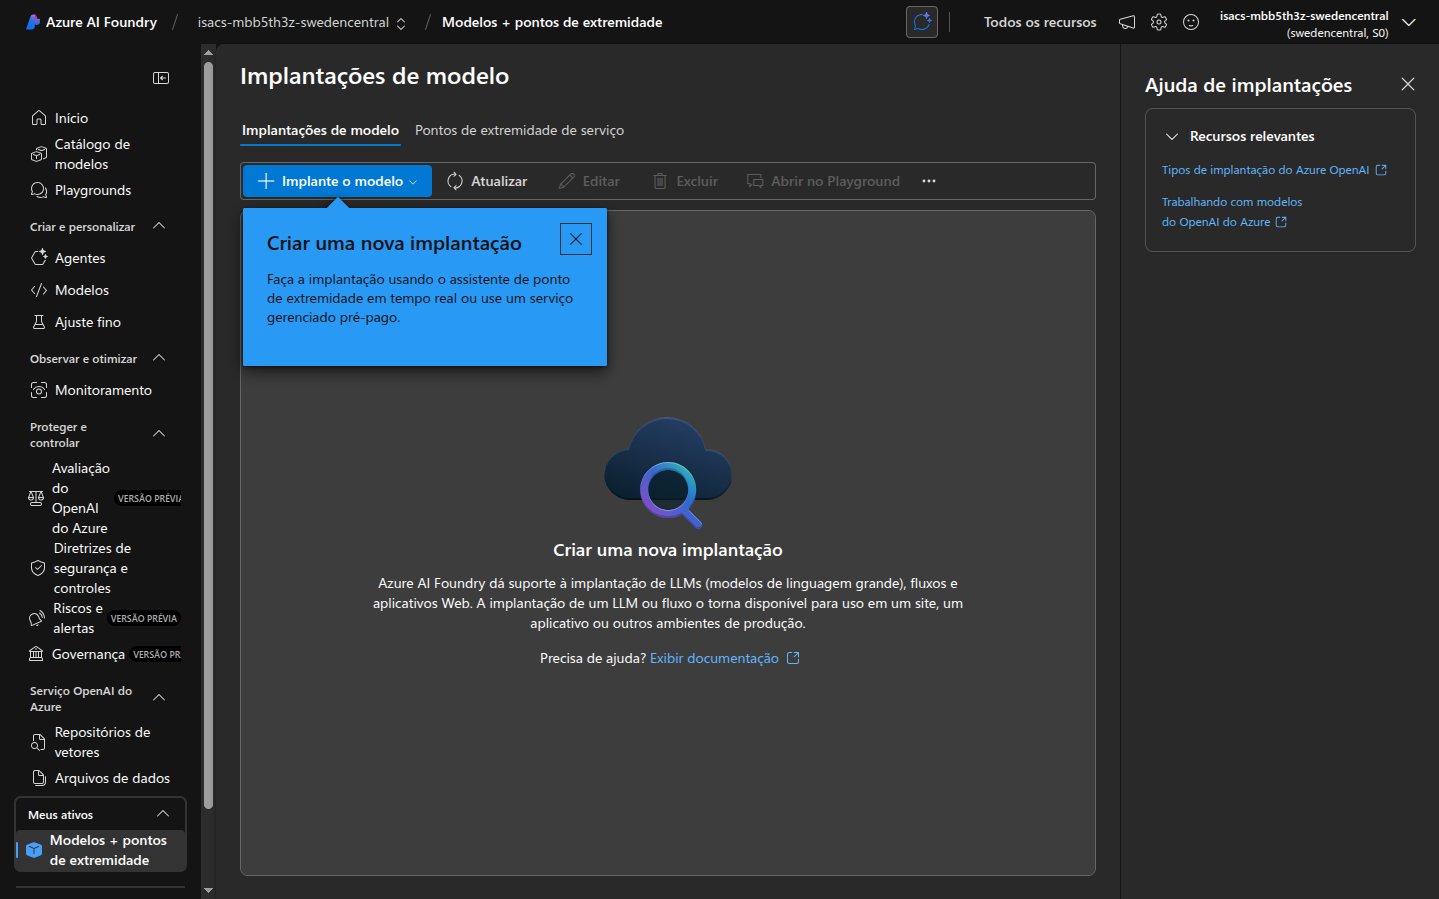 Azure AI Foundry / isacs-mbb5th3z-swedencentral / Modelos + pontos de extremidade
Todos os recursos
isacs-mbb5th3z-swedencentral
(swedencentral, S0)
Início
Catálogo de
modelos
Playgrounds
Criar e personalizar
Agentes
Modelos
Ajuste fino
Observar e otimizar
Monitoramento
Proteger e
controlar
Avaliação
do
OpenAI
do Azure
VERSÃO PRÉVIA
Diretrizes de
segurança e
controles
Riscos e
alertas
VERSÃO PRÉVIA
Governança VERSÃO PR
Serviço OpenAI do
Azure
Repositórios de
vetores
Arquivos de dados
Meus ativos
Modelos + pontos
de extremidade
Implantações de modelo
Implantações de modelo Pontos de extremidade de serviço
Implante o modelo Atualizar Editar Excluir Abrir no Playground ...
Criar uma nova implantação
Faça a implantação usando o assistente de ponto
de extremidade em tempo real ou use um serviço
gerenciado pré-pago.
Criar uma nova implantação
Azure AI Foundry dá suporte à implantação de LLMs (modelos de linguagem grande), fluxos e
aplicativos Web. A implantação de um LLM ou fluxo o torna disponível para uso em um site, um
aplicativo ou outros ambientes de produção.
Precisa de ajuda? Exibir documentação
Ajuda de implantações
Recursos relevantes
Tipos de implantação do Azure OpenAI
Trabalhando com modelos
do OpenAI do Azure